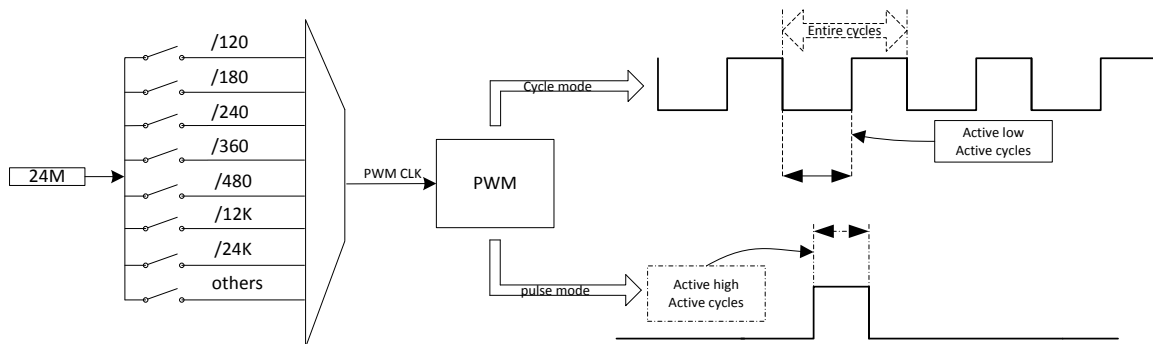 24M
/120
/180
/240
/360
/480
/12K
/24K
others
PWM CLK
PWM
Cycle mode
pulse mode
Entire cycles
Active low
Active cycles
Active high
Active cycles